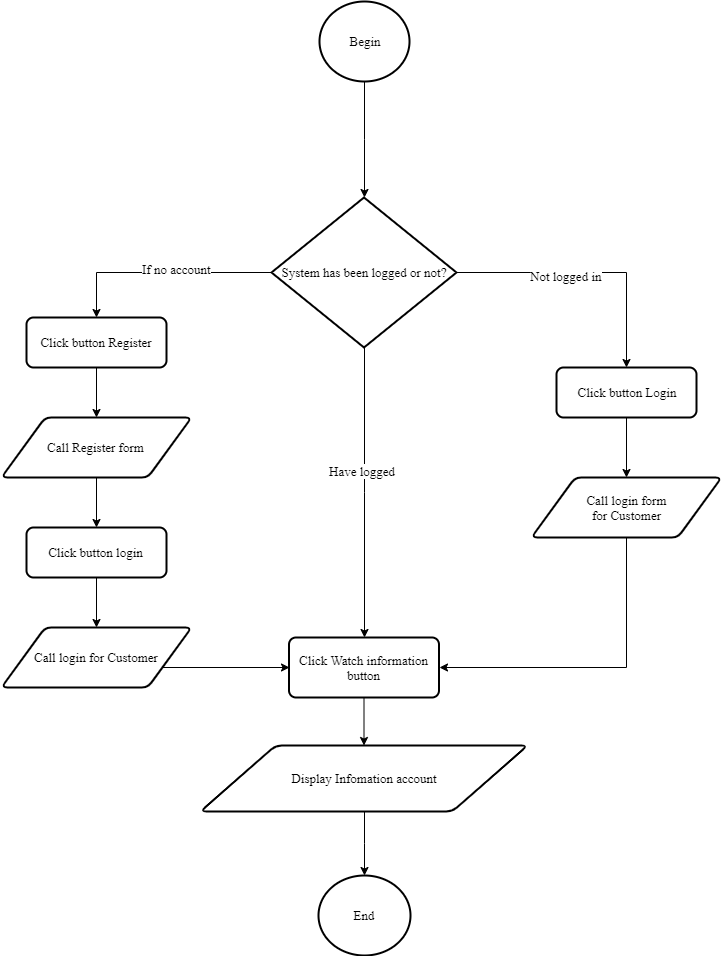 Begin
System has been logged or not?
If no account
Not logged in
Click button Register
Click button Login
Call Register form
Have logged
Call login form
for Customer
Click button login
Call login for Customer
Click Watch information
button
Display Infomation account
End